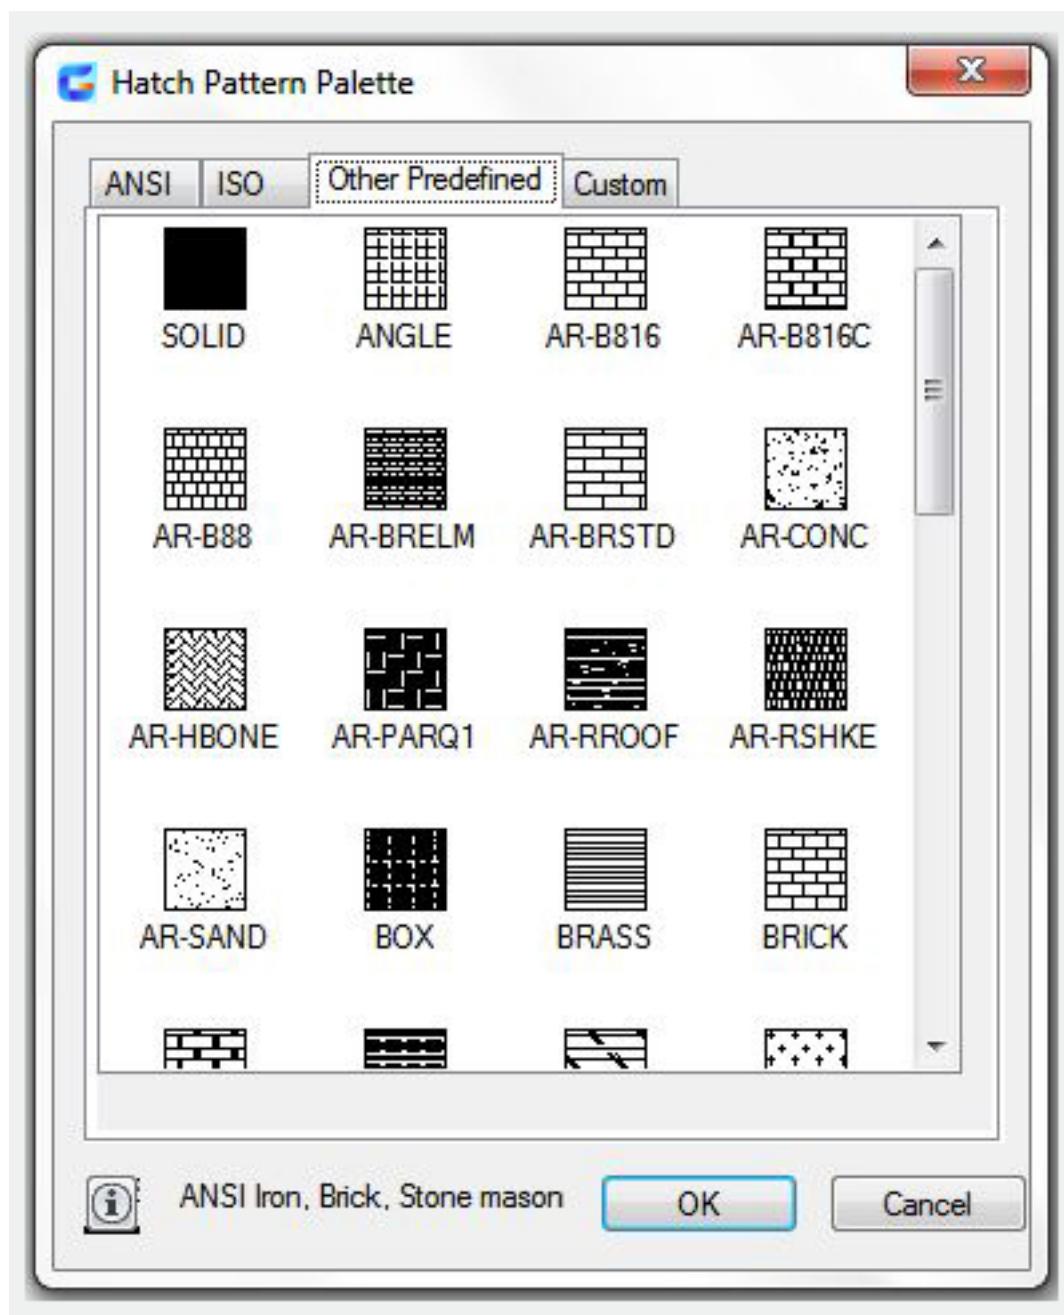 Hatch Pattern Palette
ANSI ISO Other Predefined Custom
SOLID ANGLE AR-B816 AR-B816C
AR-B88 AR-BRELM AR-BRSTD AR-CONC
AR-HBONE AR-PARQ1 AR-RROOF AR-RSHKE
AR-SAND BOX BRASS BRICK
ANSI Iron, Brick, Stone mason OK Cancel